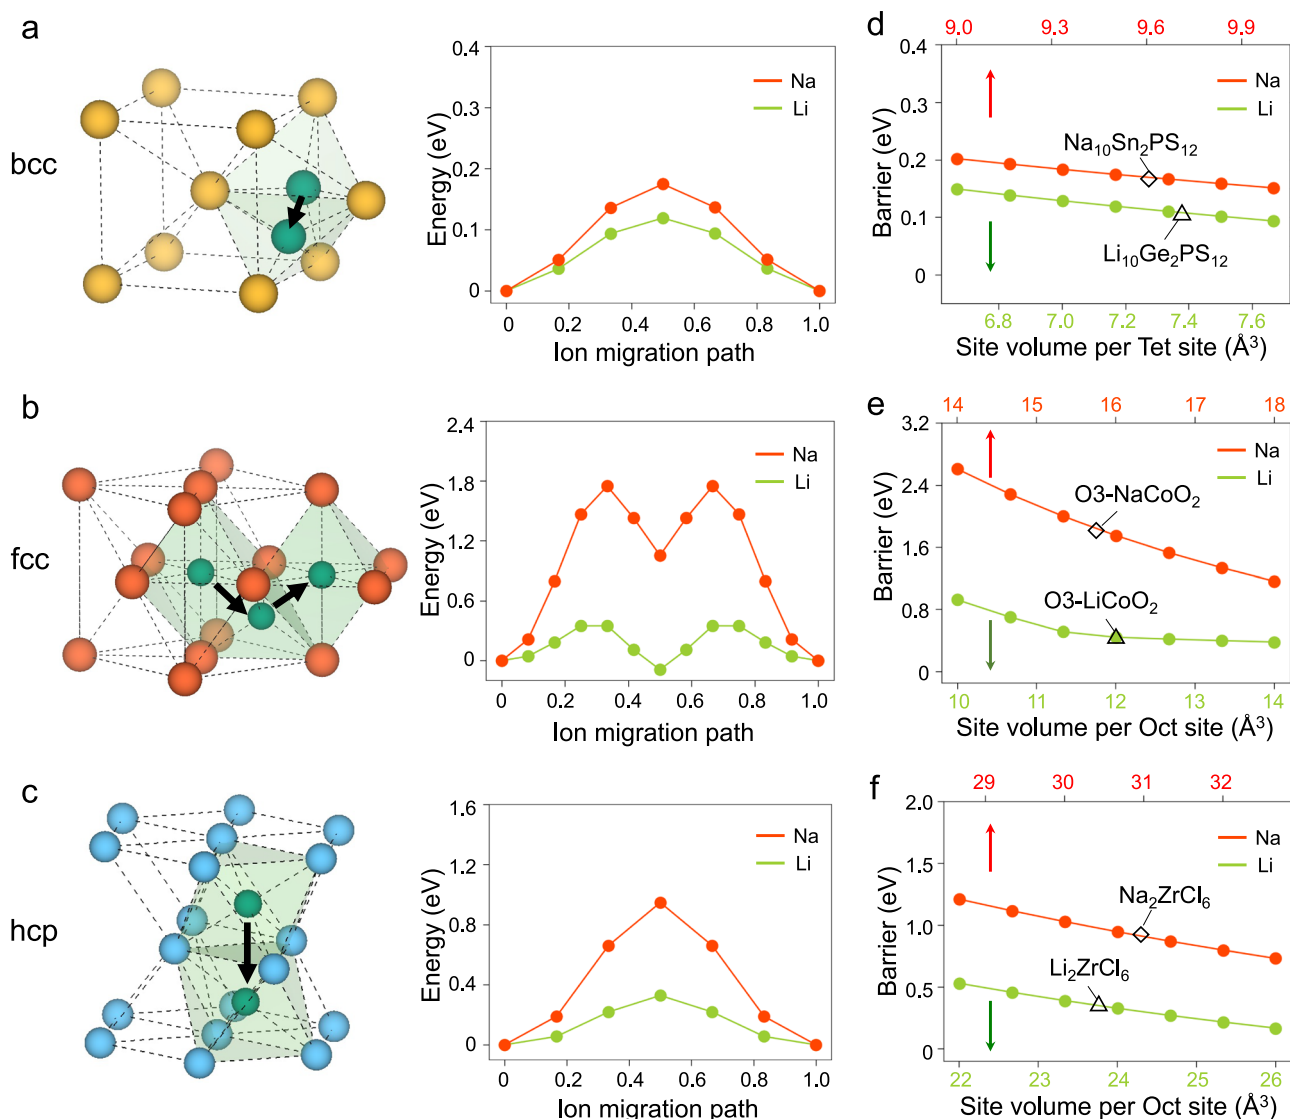 a
bcc
Energy (eV)
0.4
0.3
0.2
0.1
0
Na
Li
0
0.2
0.4
0.6
0.8
1.0
Ion migration path
d
9.0
9.3
9.6
9.9
Barrier (eV)
0.4
0.3
0.2
0.1
0
Na
Li
Na₁₀Sn₂PS₁₂
Li₁₀Ge₂PS₁₂
6.8
7.0
7.2
7.4
7.6
Site volume per Tet site (Å³)
b
fcc
Energy (eV)
2.4
1.8
1.2
0.6
0
Na
Li
0
0.2
0.4
0.6
0.8
1.0
Ion migration path
e
14
15
16
17
18
Barrier (eV)
3.2
2.4
1.6
0.8
0
Na
Li
O3-NaCoO₂
O3-LiCoO₂
10
11
12
13
14
Site volume per Oct site (Å³)
c
hcp
Energy (eV)
1.6
1.2
0.8
0.4
0
Na
Li
0
0.2
0.4
0.6
0.8
1.0
Ion migration path
f
29
30
31
32
Barrier (eV)
2.0
1.5
1.0
0.5
0
Na
Li
Na₂ZrCl₆
Li₂ZrCl₆
22
23
24
25
26
Site volume per Oct site (Å³)